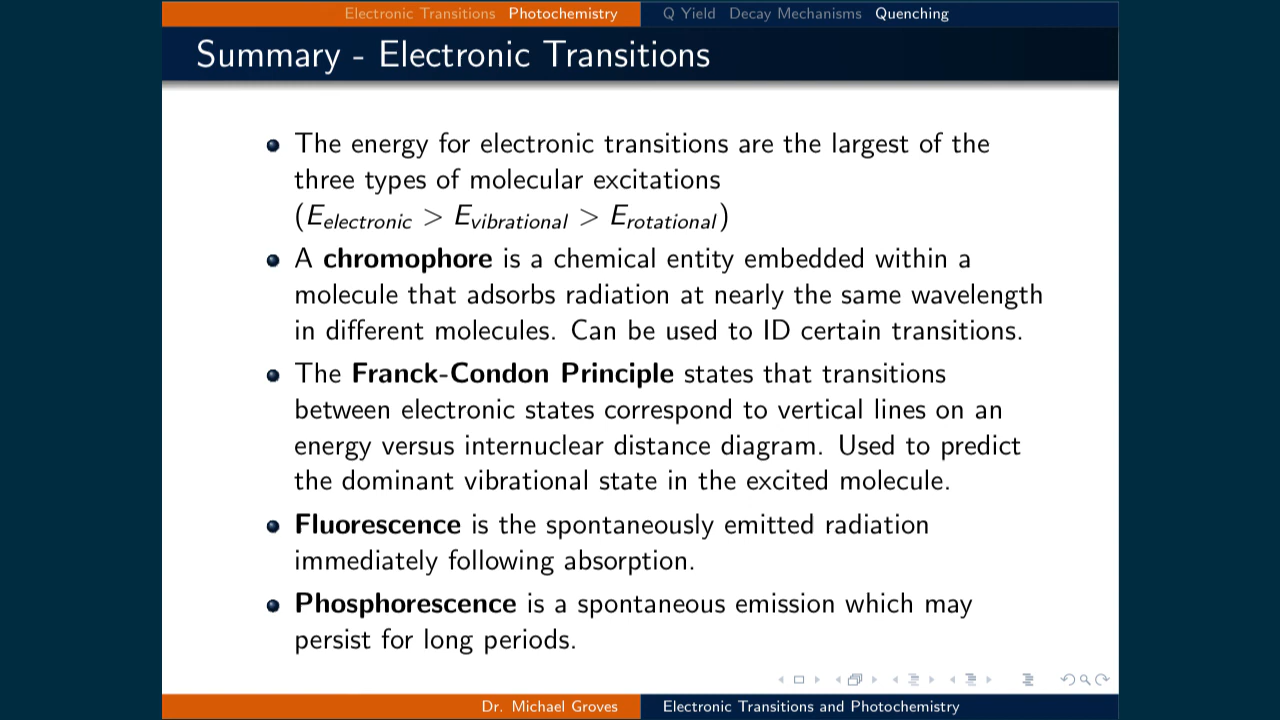 Electronic Transitions Photochemistry Q Yield Decay Mechanisms Quenching
Summary - Electronic Transitions
The energy for electronic transitions are the largest of the
three types of molecular excitations
(E_electronic > E_vibrational > E_rotational)
A chromophore is a chemical entity embedded within a
molecule that adsorbs radiation at nearly the same wavelength
in different molecules. Can be used to ID certain transitions.
The Franck-Condon Principle states that transitions
between electronic states correspond to vertical lines on an
energy versus internuclear distance diagram. Used to predict
the dominant vibrational state in the excited molecule.
Fluorescence is the spontaneously emitted radiation
immediately following absorption.
Phosphorescence is a spontaneous emission which may
persist for long periods.
Dr. Michael Groves Electronic Transitions and Photochemistry